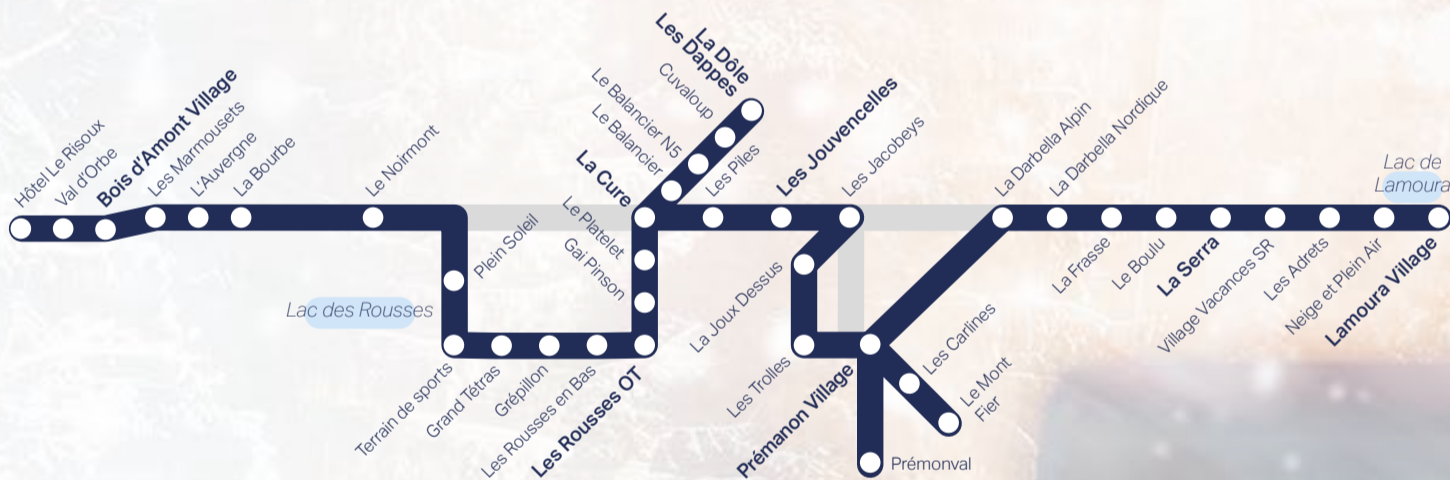 Hôtel Le Risoux
Val d'Orbe
Bois d'Amont Village
Les Marmousets
L'Auvergne
La Bourbe
Le Noirmont
Plein Soleil
Lac des Rousses
Terrain de sports
Grand Tétras
Grépillon
Les Rousses en Bas
Les Rousses OT
Gai Pinson
Le Platelet
La Cure
Le Balancier
Le Balancier N5
Cuvaloup
La Dôle
Les Dappes
Les Piles
Les Jouvencelles
Les Jacobeys
La Joux Dessus
Les Trolles
Prémanon Village
Les Carlines
Le Mont
Fier
Prémonval
La Darbella Alpin
La Darbella Nordique
La Frasse
Le Boulu
La Serra
Village Vacances SR
Les Adrets
Neige et Plein Air
Lamoura Village
Lac de
Lamoura